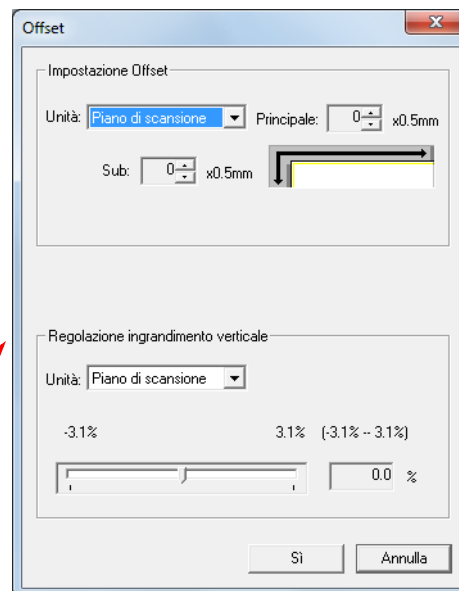 Offset
Impostazione Offset
Unità: Piano di scansione Principale: 0 x0.5mm
Sub: 0 x0.5mm
Regolazione ingrandimento verticale
Unità: Piano di scansione
-3.1% 3.1% (-3.1% -- 3.1%)
0.0 %
Sì Annulla